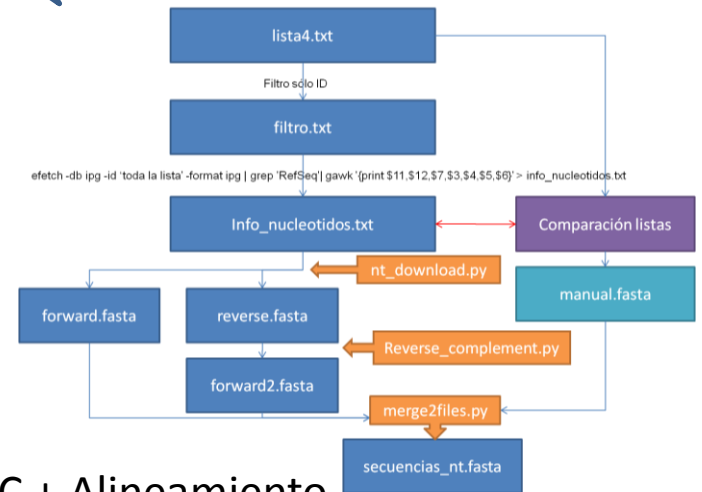 lista4.txt
Filtro sólo ID
filtro.txt
efetch -db ipg -id 'toda la lista' -format ipg | grep 'RefSeq'| gawk '{print $11,$12,$7,$3,$4,$5,$6}' > info_nucleotidos.txt
Info_nucleotidos.txt
Comparación listas
nt_download.py
manual.fasta
forward.fasta
reverse.fasta
Reverse_complement.py
forward2.fasta
merge2files.py
secuencias_nt.fasta
C + Alineamiento